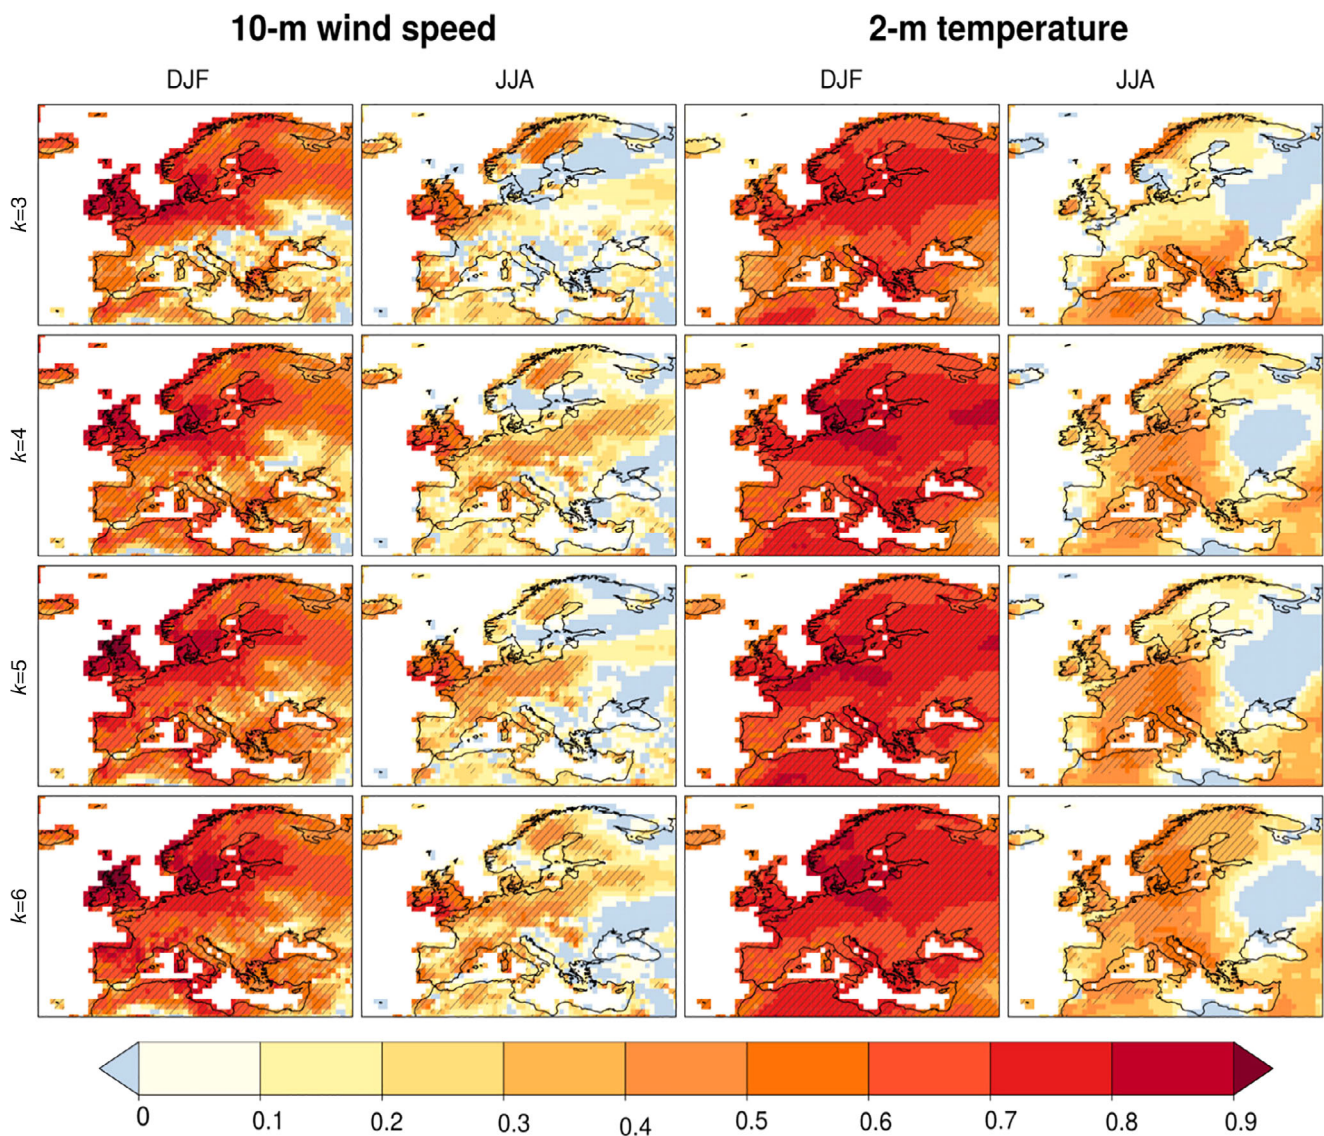 10-m wind speed 2-m temperature
DJF JJA DJF JJA
k=3
k=4
k=5
k=6
0 0.1 0.2 0.3 0.4 0.5 0.6 0.7 0.8 0.9